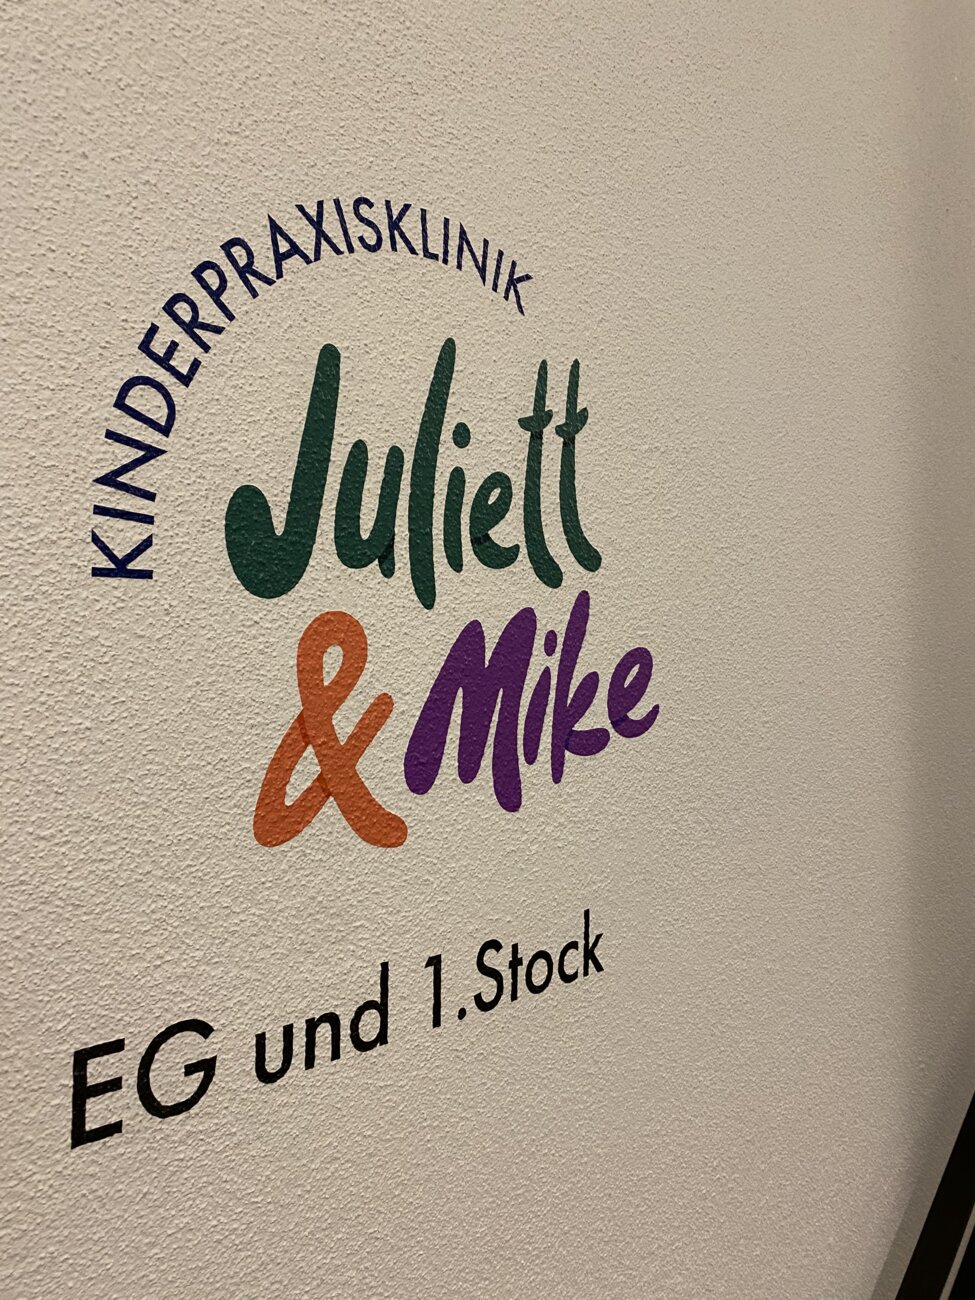 KINDERPRAXISKLINIK
Juliett
& Mike
EG und 1.Stock